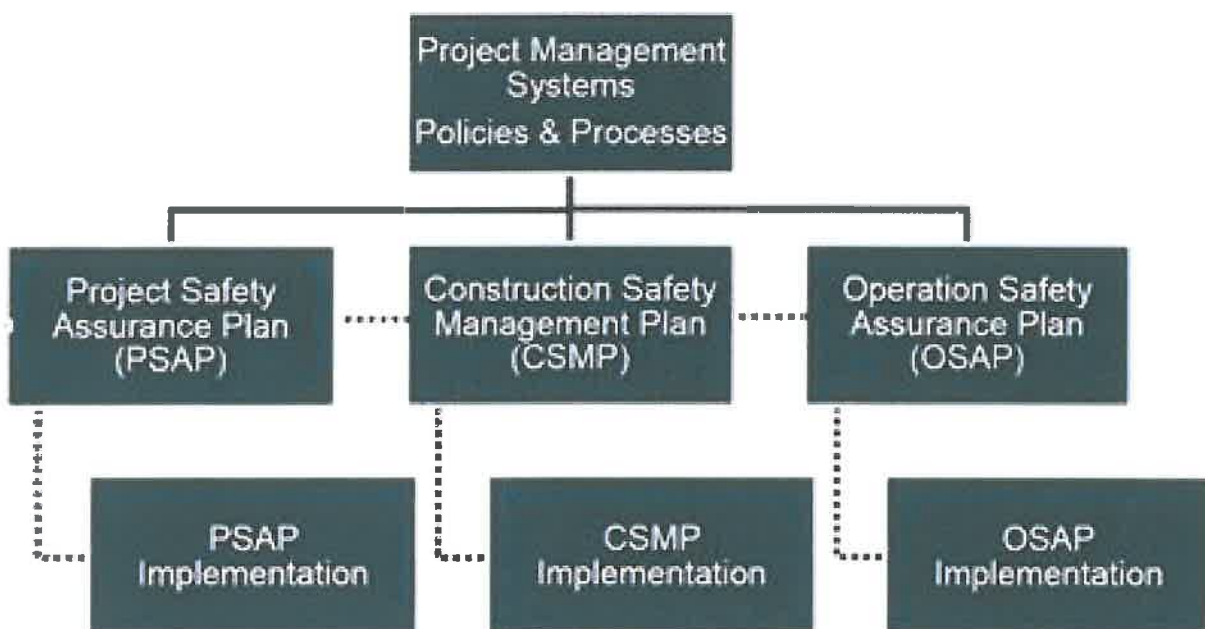 Project Management
Systems
Policies & Processes
Project Safety
Assurance Plan
(PSAP)
Construction Safety
Management Plan
(CSMP)
Operation Safety
Assurance Plan
(OSAP)
PSAP
Implementation
CSMP
Implementation
OSAP
Implementation